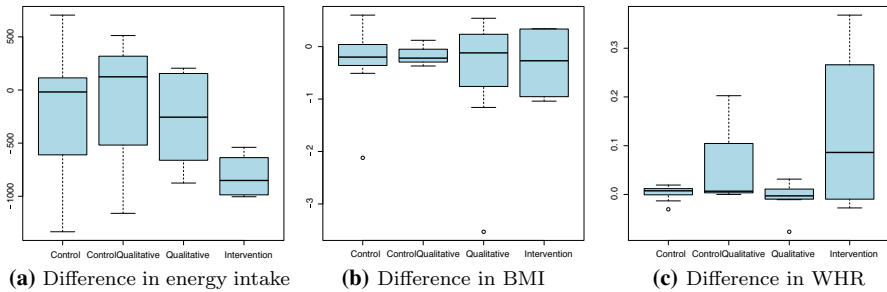 500
0
−500
−1000
Control
ControlQualitative
Qualitative
Intervention
(a) Difference in energy intake
0
−1
−2
−3
Control
ControlQualitative
Qualitative
Intervention
(b) Difference in BMI
0.3
0.2
0.1
0.0
Control
ControlQualitative
Qualitative
Intervention
(c) Difference in WHR